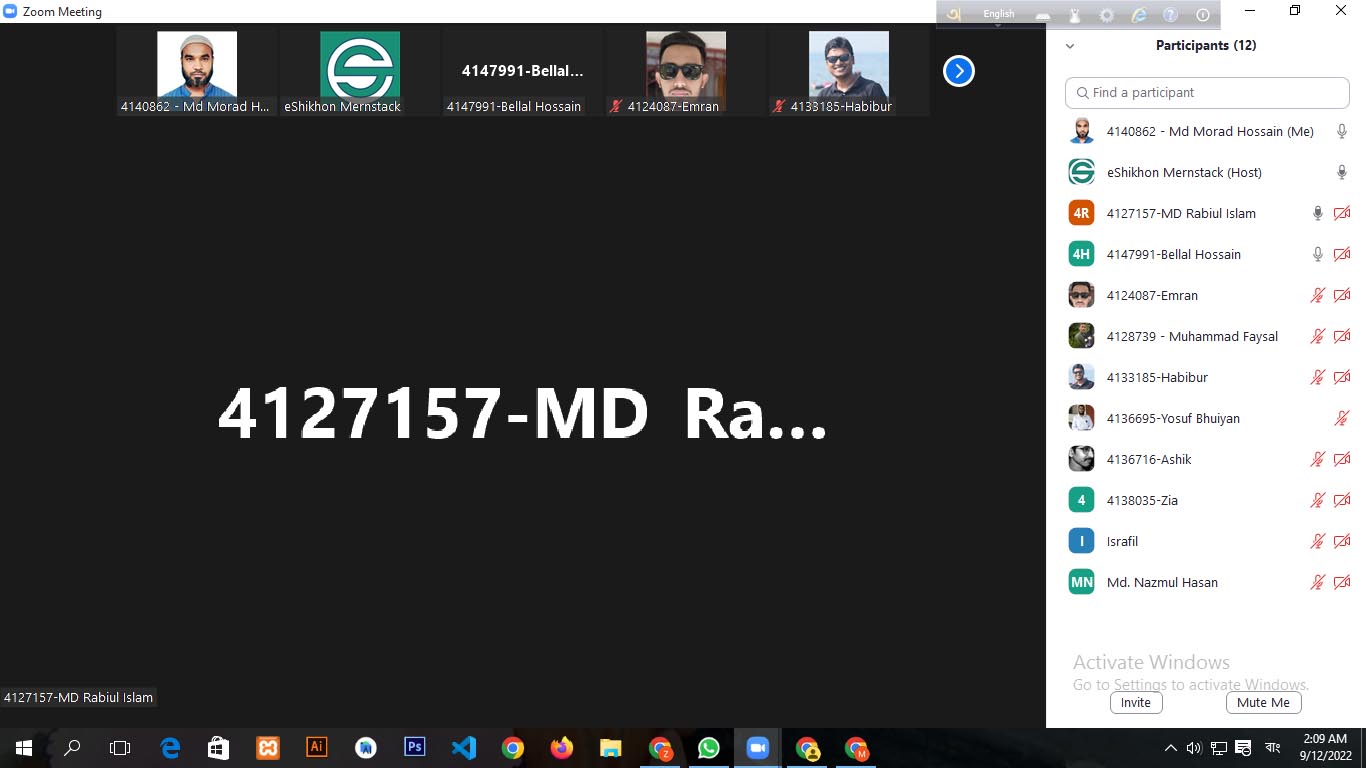 Zoom Meeting
English
4147991-Bellal...
4140862 - Md Morad H...
eShikhon Mernstack
4147991-Bellal Hossain
4124087-Emran
4133185-Habibur
4127157-MD Ra...
4127157-MD Rabiul Islam
Participants (12)
Find a participant
4140862 - Md Morad Hossain (Me)
eShikhon Mernstack (Host)
4R
4127157-MD Rabiul Islam
4H
4147991-Bellal Hossain
4124087-Emran
4128739 - Muhammad Faysal
4133185-Habibur
4136695-Yosuf Bhuiyan
4136716-Ashik
4
4138035-Zia
I
Israfil
MN
Md. Nazmul Hasan
Activate Windows
Go to Settings to activate Windows.
Invite
Mute Me
Ai
Ps
Z
M
বাং
2:09 AM
9/12/2022